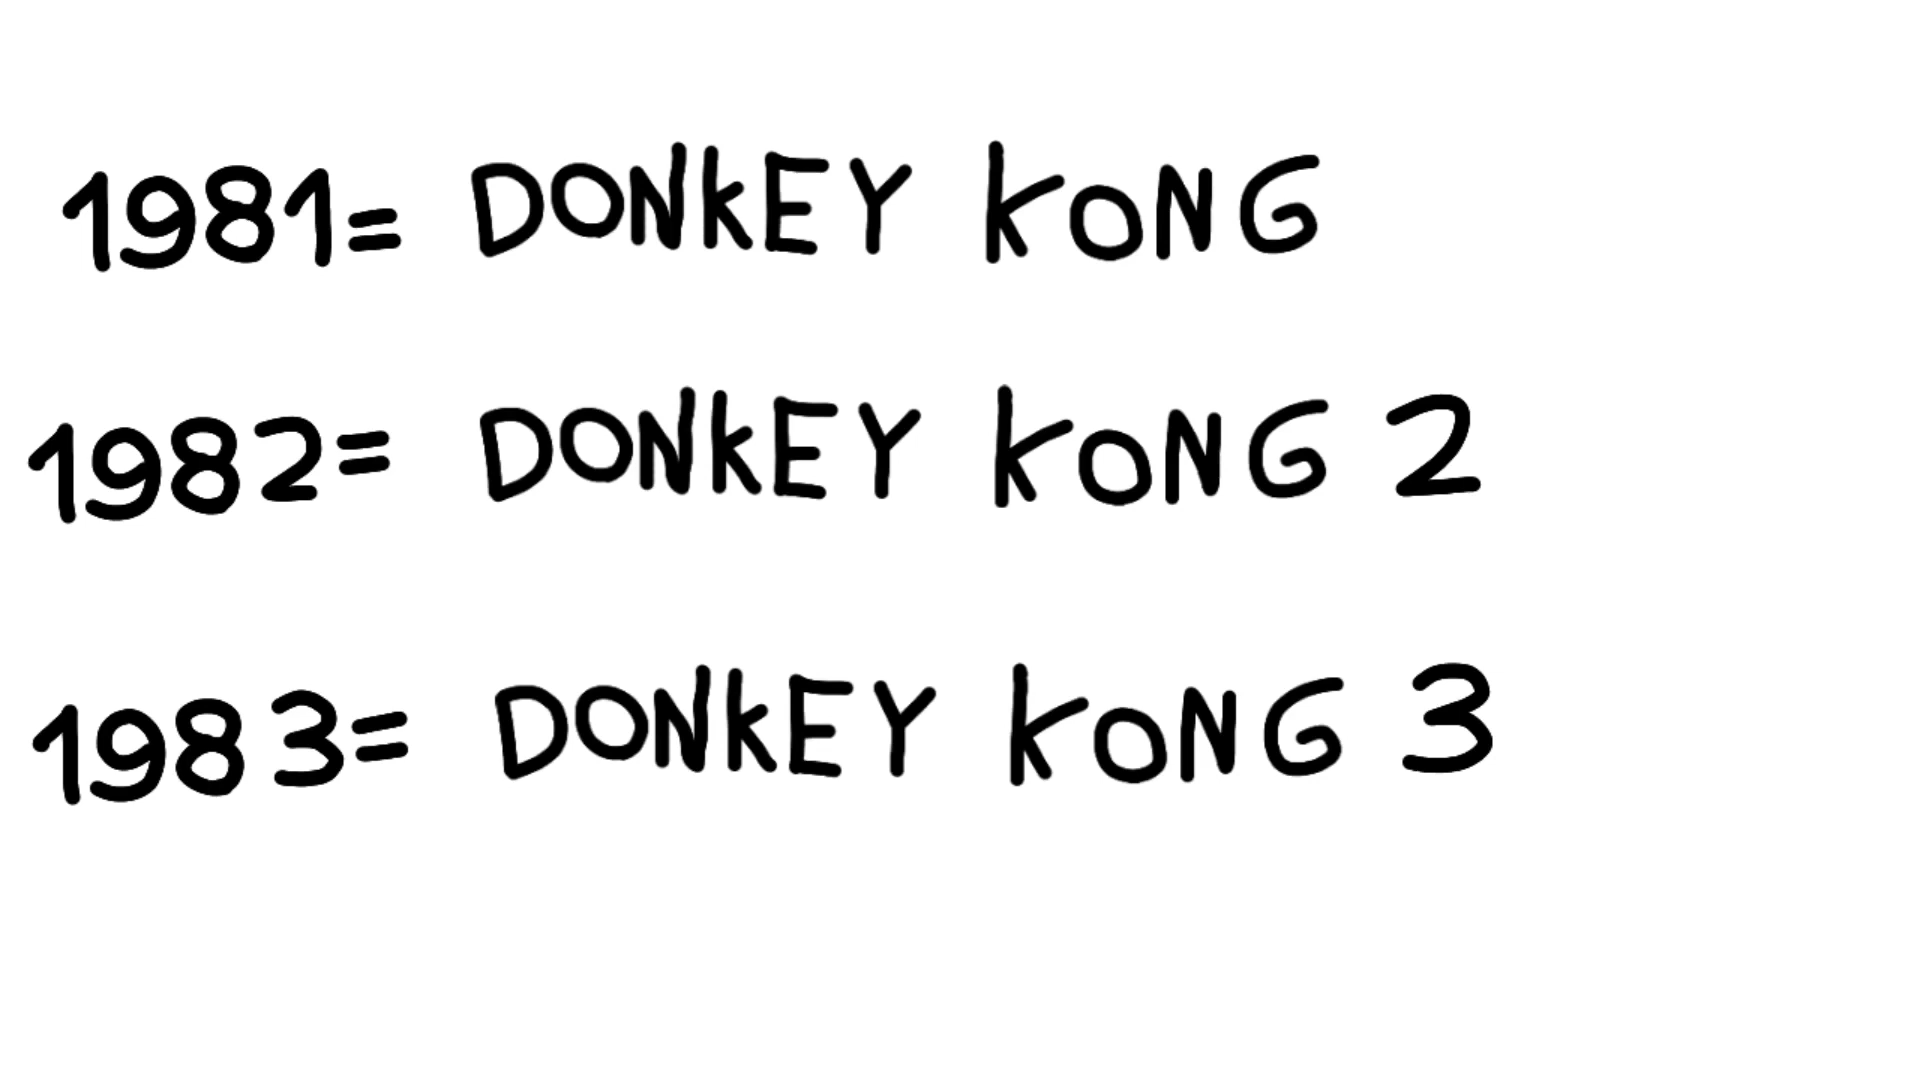 1981= DONKEY KONG
1982= DONKEY KONG 2
1983= DONKEY KONG 3